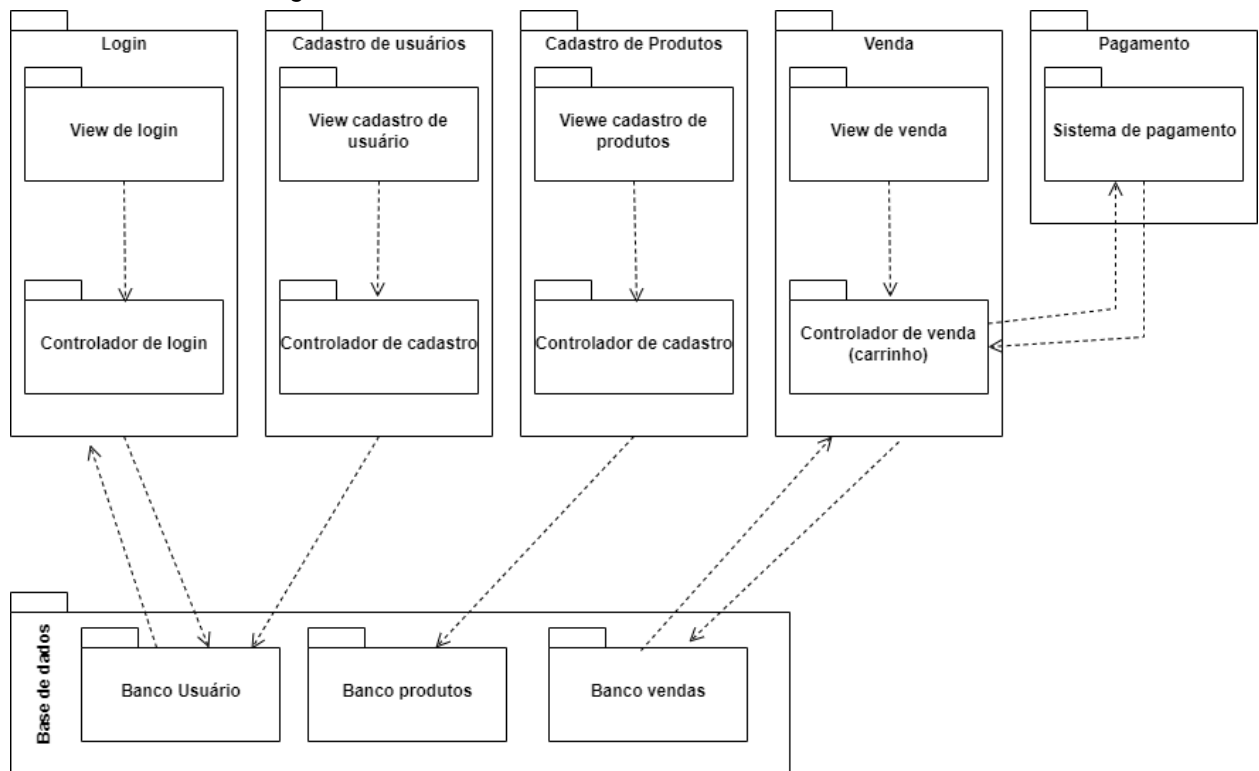 Login
Cadastro de usuários
Cadastro de Produtos
Venda
Pagamento
View de login
View cadastro de
usuário
Viewe cadastro de
produtos
View de venda
Sistema de pagamento
Controlador de login
Controlador de cadastro
Controlador de cadastro
Controlador de venda
(carrinho)
Base de dados
Banco Usuário
Banco produtos
Banco vendas